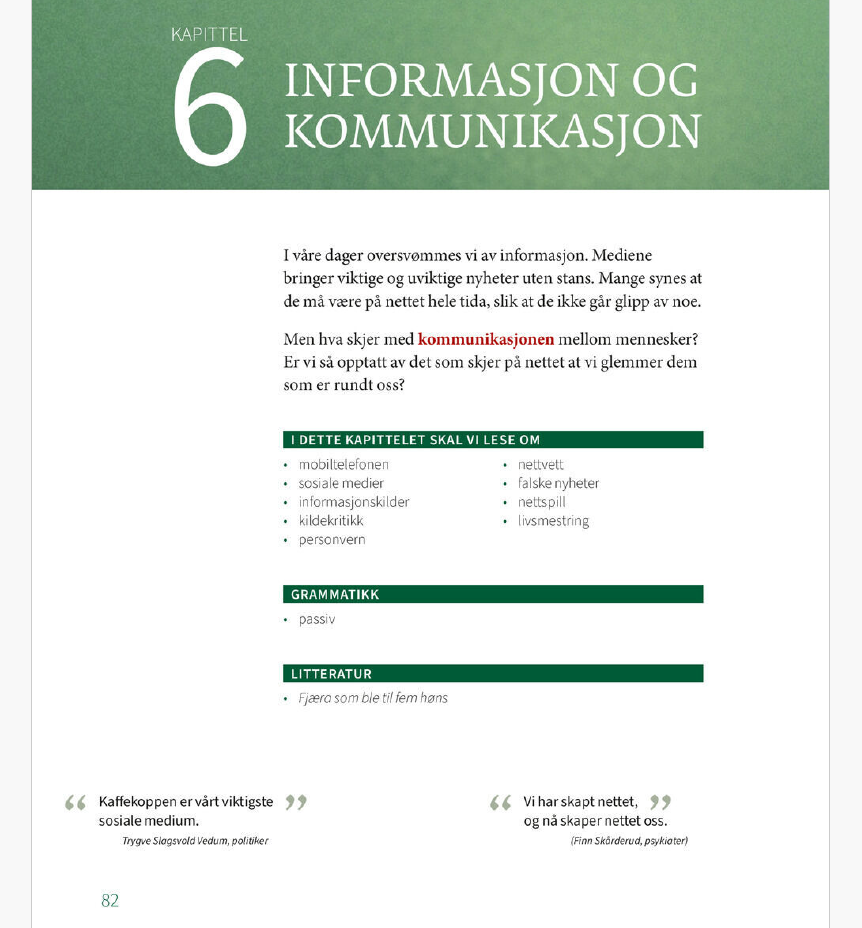 KAPITTEL
6
INFORMASJON OG
KOMMUNIKASJON
I våre dager oversvømmes vi av informasjon. Mediene
bringer viktige og uviktige nyheter uten stans. Mange synes at
de må være på nettet hele tida, slik at de ikke går glipp av noe.
Men hva skjer med kommunikasjonen mellom mennesker?
Er vi så opptatt av det som skjer på nettet at vi glemmer dem
som er rundt oss?
I DETTE KAPITTELET SKAL VI LESE OM
• mobiltelefonen
• sosiale medier
• informasjonskilder
• kildekritikk
• personvern
• nettvett
• falske nyheter
• nettspill
• livsmestring
GRAMMATIKK
• passiv
LITTERATUR
• Fjæra som ble til fem høns
“ Kaffekoppen er vårt viktigste ”
sosiale medium.
Trygve Slagsvold Vedum, politiker
“ Vi har skapt nettet, ”
og nå skaper nettet oss.
(Finn Skårderud, psykiater)
82